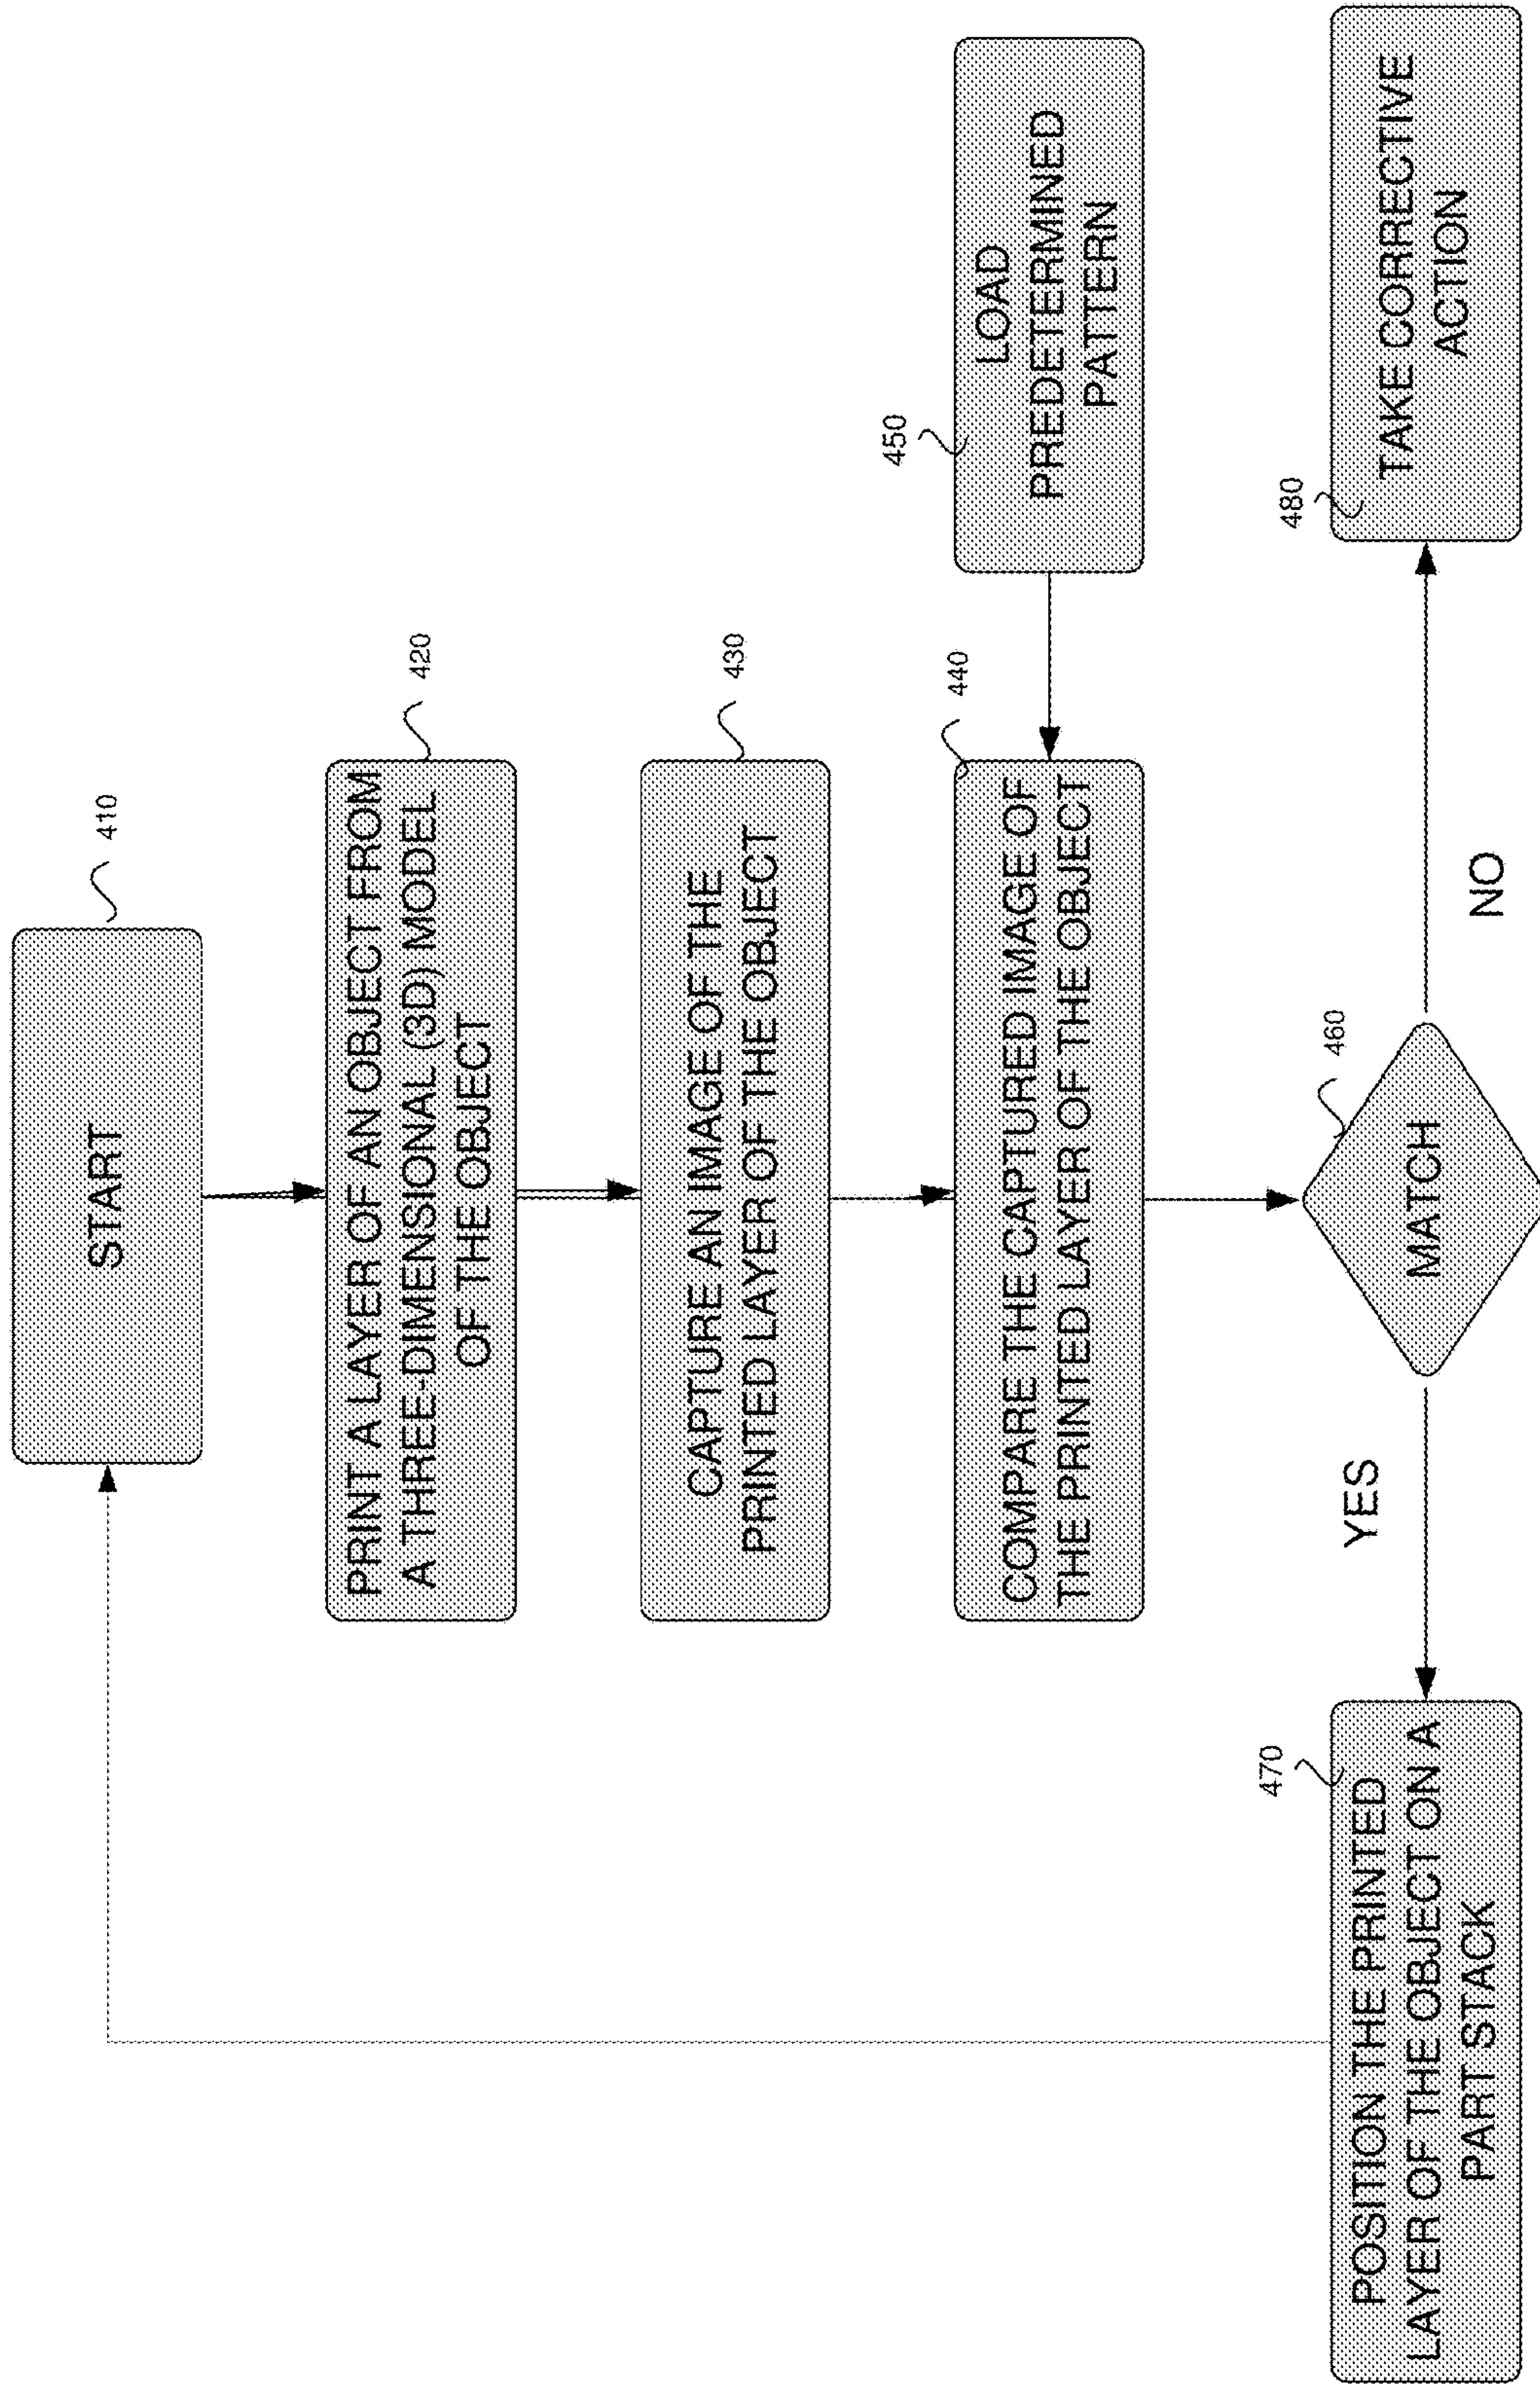 START
410
PRINT A LAYER OF AN OBJECT FROM
A THREE-DIMENSIONAL (3D) MODEL
OF THE OBJECT
420
CAPTURE AN IMAGE OF THE
PRINTED LAYER OF THE OBJECT
430
COMPARE THE CAPTURED IMAGE OF
THE PRINTED LAYER OF THE OBJECT
440
450
LOAD
PREDETERMINED
PATTERN
MATCH
460
YES
NO
470
POSITION THE PRINTED
LAYER OF THE OBJECT ON A
PART STACK
480
TAKE CORRECTIVE
ACTION